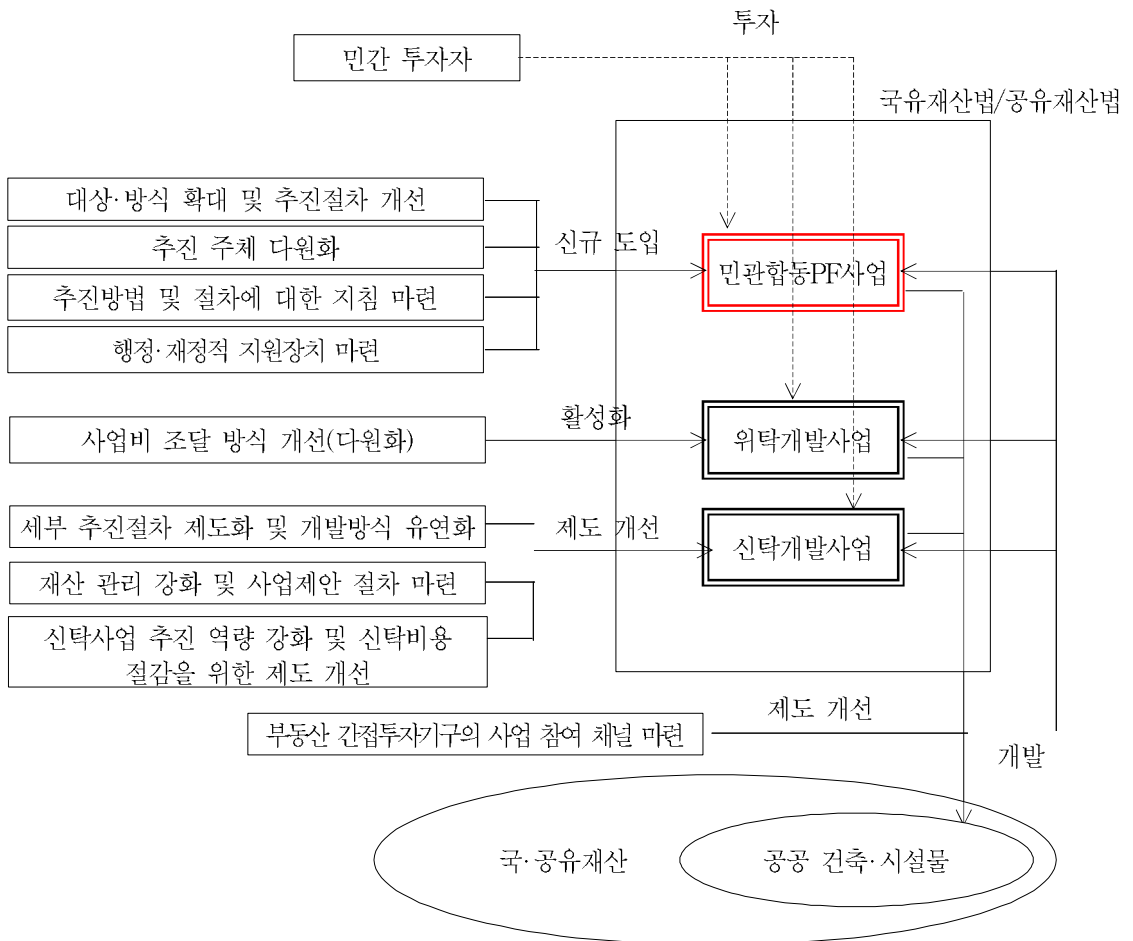 투자
민간 투자자
국유재산법/공유재산법
대상·방식 확대 및 추진절차 개선
추진 주체 다원화
신규 도입
민관합동PF사업
추진방법 및 절차에 대한 지침 마련
행정·재정적 지원장치 마련
활성화
사업비 조달 방식 개선(다원화)
위탁개발사업
세부 추진절차 제도화 및 개발방식 유연화
제도 개선
신탁개발사업
재산 관리 강화 및 사업제안 절차 마련
신탁사업 추진 역량 강화 및 신탁비용
절감을 위한 제도 개선
제도 개선
부동산 간접투자기구의 사업 참여 채널 마련
개발
국·공유재산
공공 건축·시설물